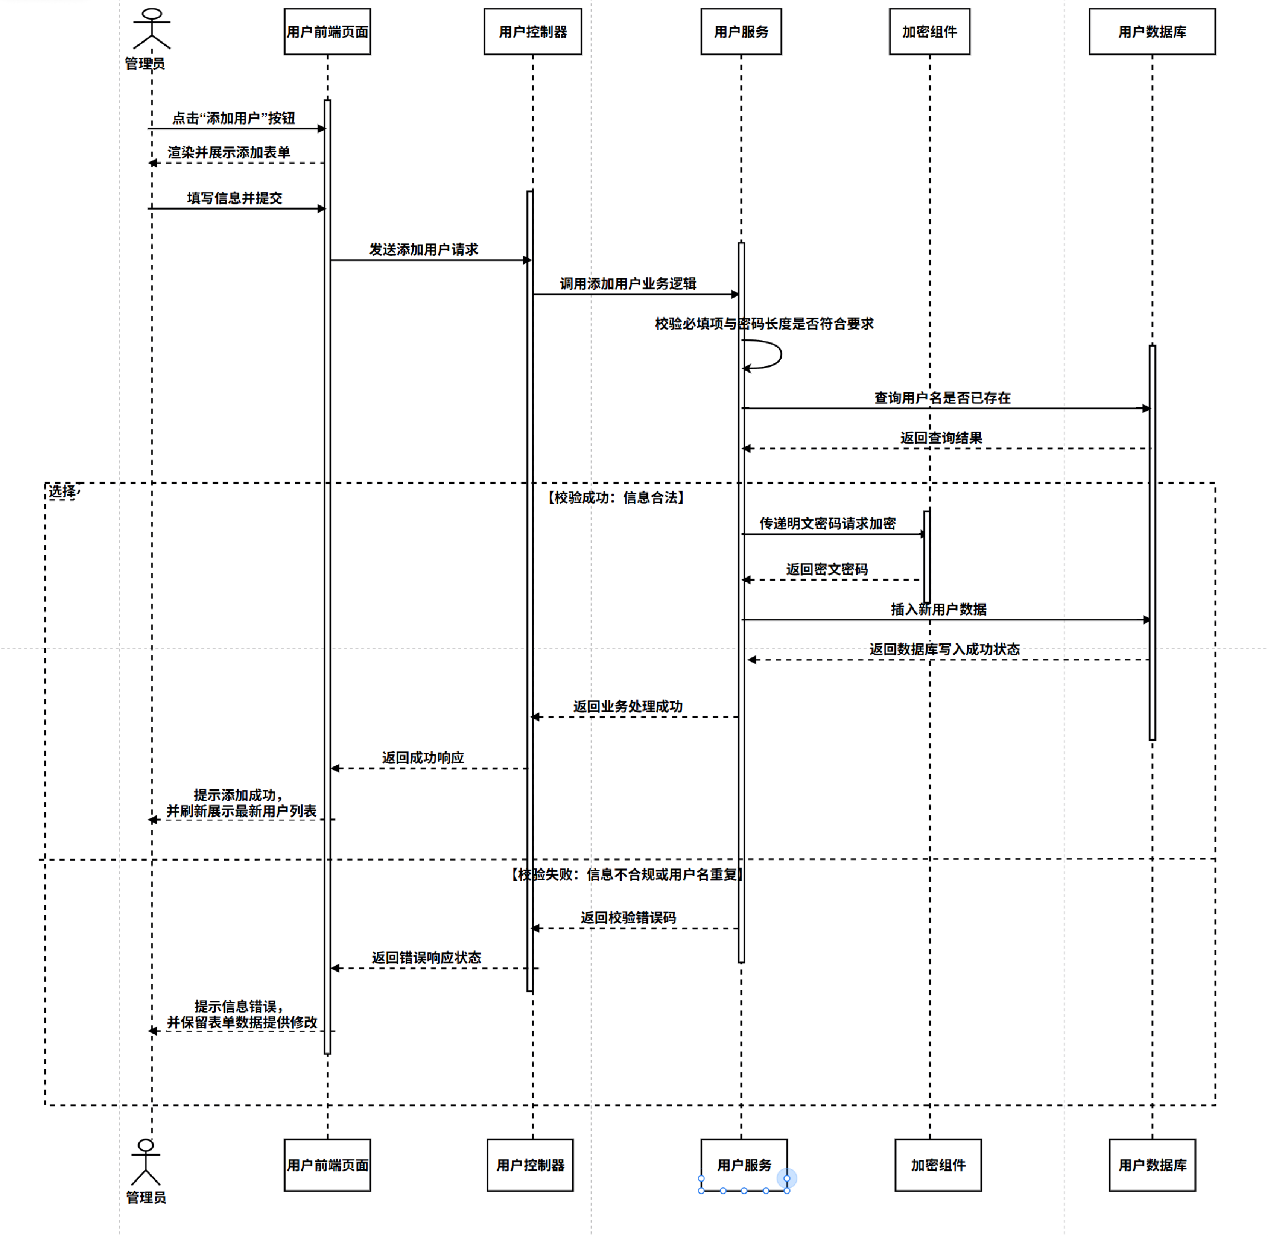 管理员
用户前端页面
用户控制器
用户服务
加密组件
用户数据库
点击“添加用户”按钮
渲染并展示添加表单
填写信息并提交
发送添加用户请求
调用添加用户业务逻辑
校验必填项与密码长度是否符合要求
查询用户名是否已存在
返回查询结果
选择
【校验成功：信息合法】
传递明文密码请求加密
返回密文密码
插入新用户数据
返回数据库写入成功状态
返回业务处理成功
返回成功响应
提示添加成功，
并刷新展示最新用户列表
【校验失败：信息不合规或用户名重复】
返回校验错误码
返回错误响应状态
提示信息错误，
并保留表单数据提供修改
管理员
用户前端页面
用户控制器
用户服务
加密组件
用户数据库